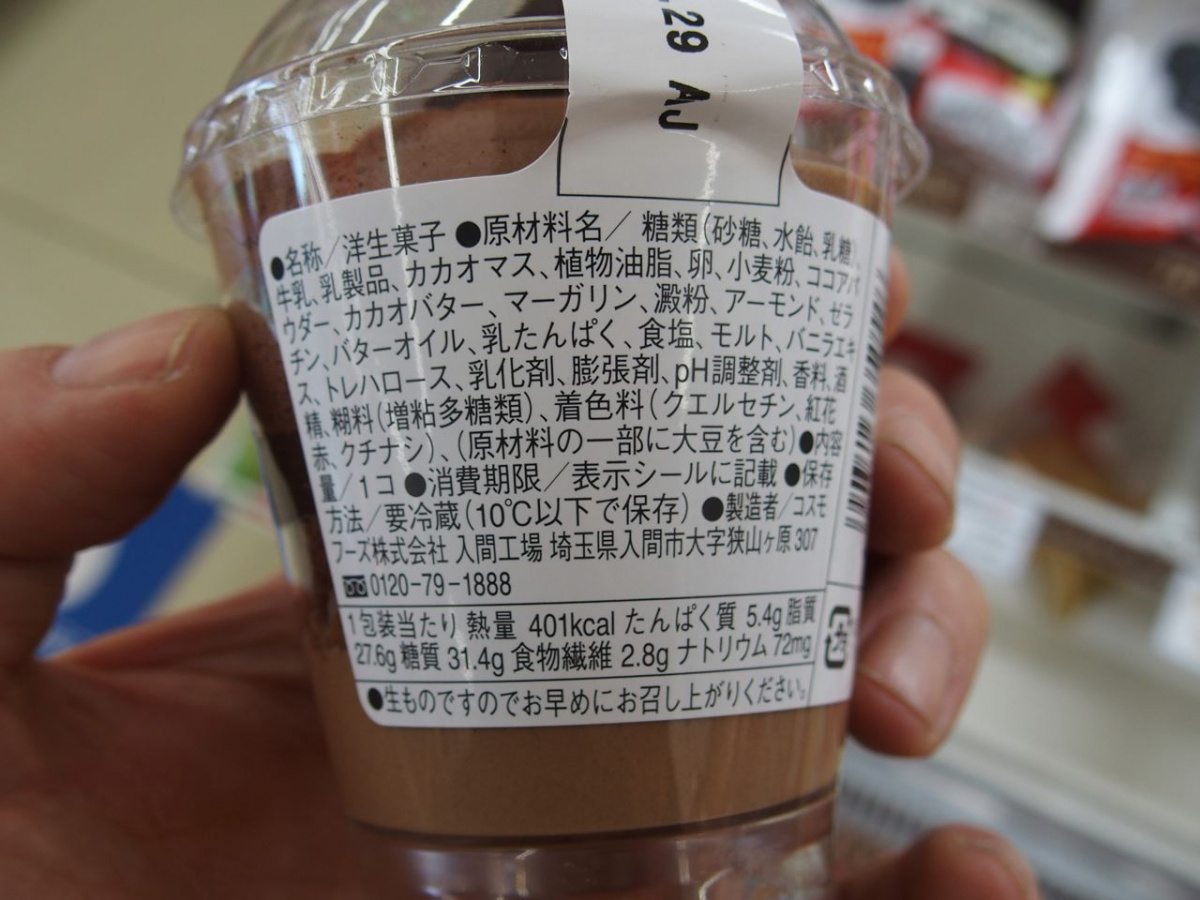 .29 AJ
●名称／洋生菓子 ●原材料名／ 糖類(砂糖、水飴、乳糖)、
牛乳、乳製品、カカオマス、植物油脂、卵、小麦粉、ココアパ
ウダー、カカオバター、マーガリン、澱粉、アーモンド、ゼラ
チン、バターオイル、乳たんぱく、食塩、モルト、バニラエキ
ス、トレハロース、乳化剤、膨張剤、pH調整剤、香料、酒
精、糊料(増粘多糖類)、着色料(クエルセチン、紅花
赤、クチナシ)、(原材料の一部に大豆を含む)●内容
量／1コ ●消費期限／表示シールに記載 ●保存
方法／要冷蔵(10℃以下で保存) ●製造者／コスモ
フーズ株式会社 入間工場 埼玉県入間市大字狭山ヶ原307
0120-79-1888
1包装当たり 熱量 401kcal たんぱく質 5.4g 脂質
27.6g 糖質 31.4g 食物繊維 2.8g ナトリウム 72mg
●生ものですのでお早めにお召し上がりください。